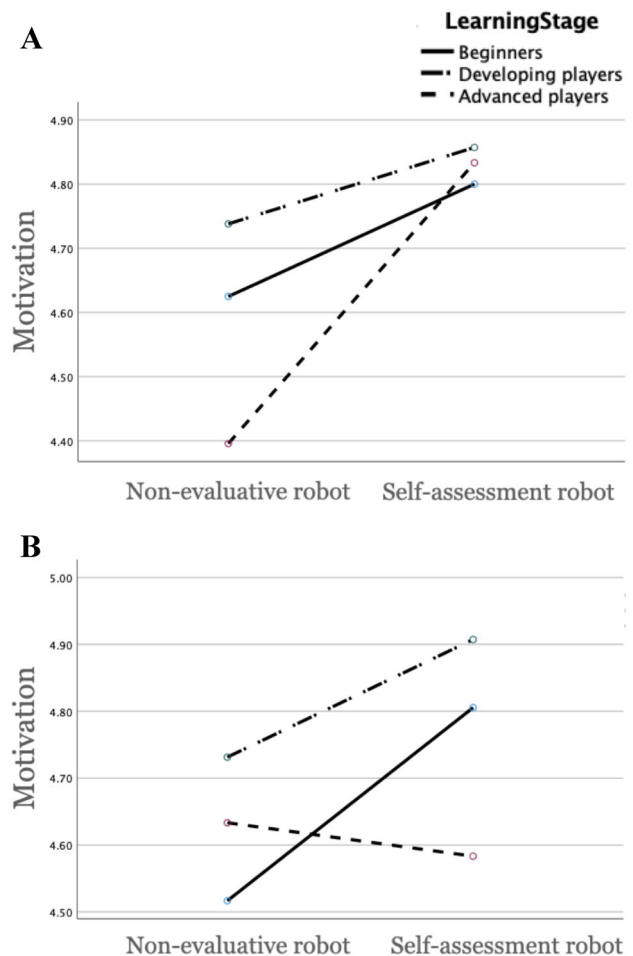 A
LearningStage
Beginners
Developing players
Advanced players
4.90
4.80
4.70
4.60
4.50
4.40
Motivation
Non-evaluative robot
Self-assessment robot
B
5.00
4.90
4.80
4.70
4.60
4.50
Motivation
Non-evaluative robot
Self-assessment robot